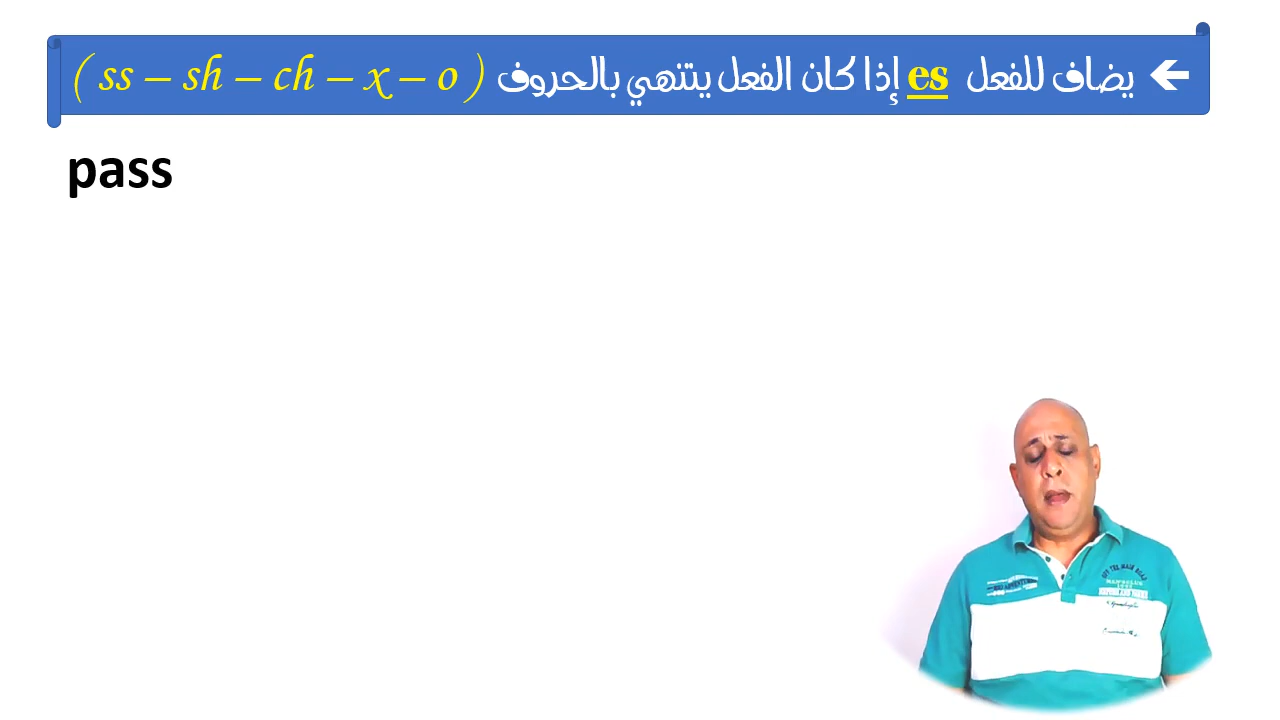 يضاف للفعل es إذا كان الفعل ينتهي بالحروف ( ss – sh – ch – x – o )
pass